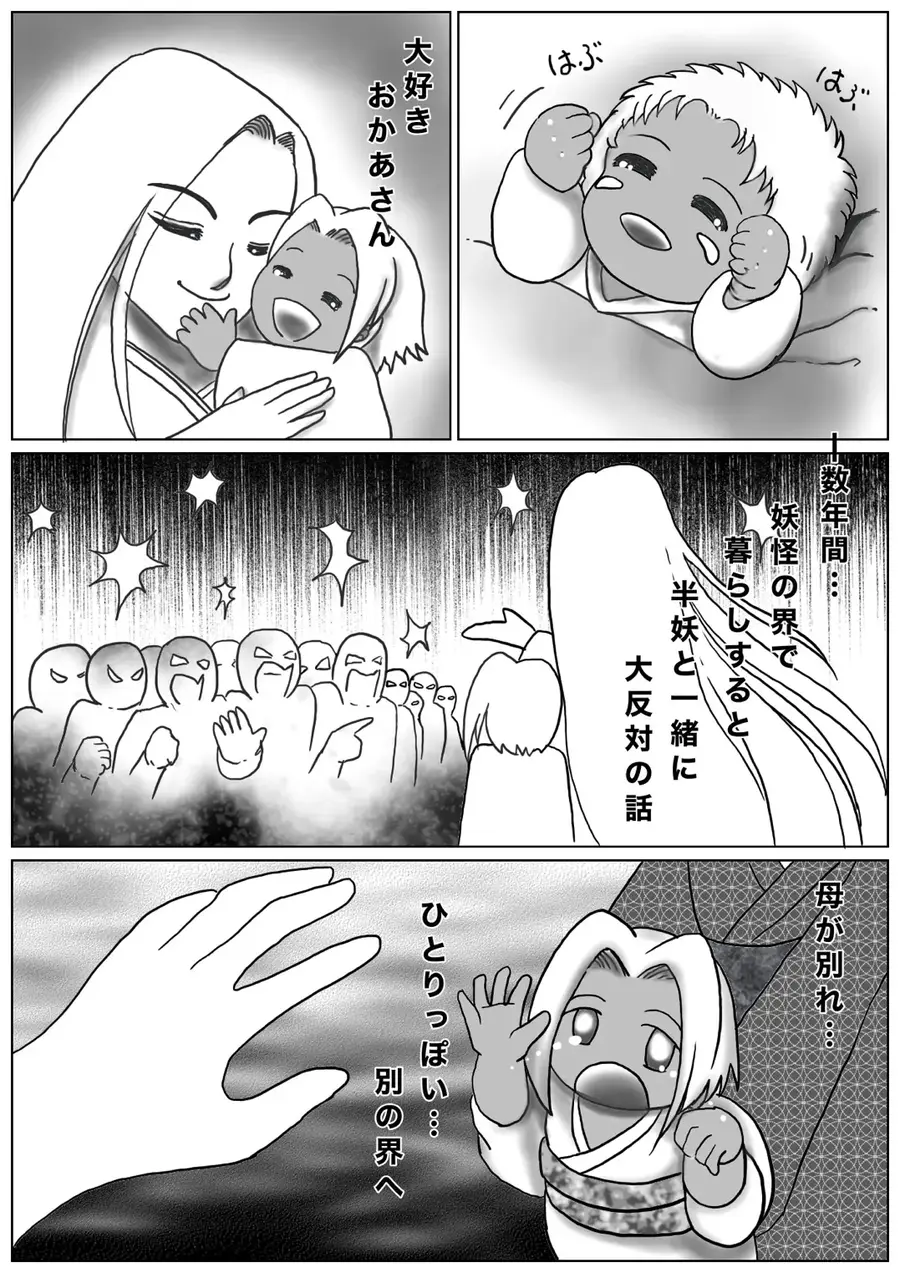 はぶ
はぶ
大好き
おかあさん
ー数年間…
妖怪の界で
暮らしすると
半妖と一緒に
大反対の話
母が別れ…
ひとりっぽい…
別の界へ